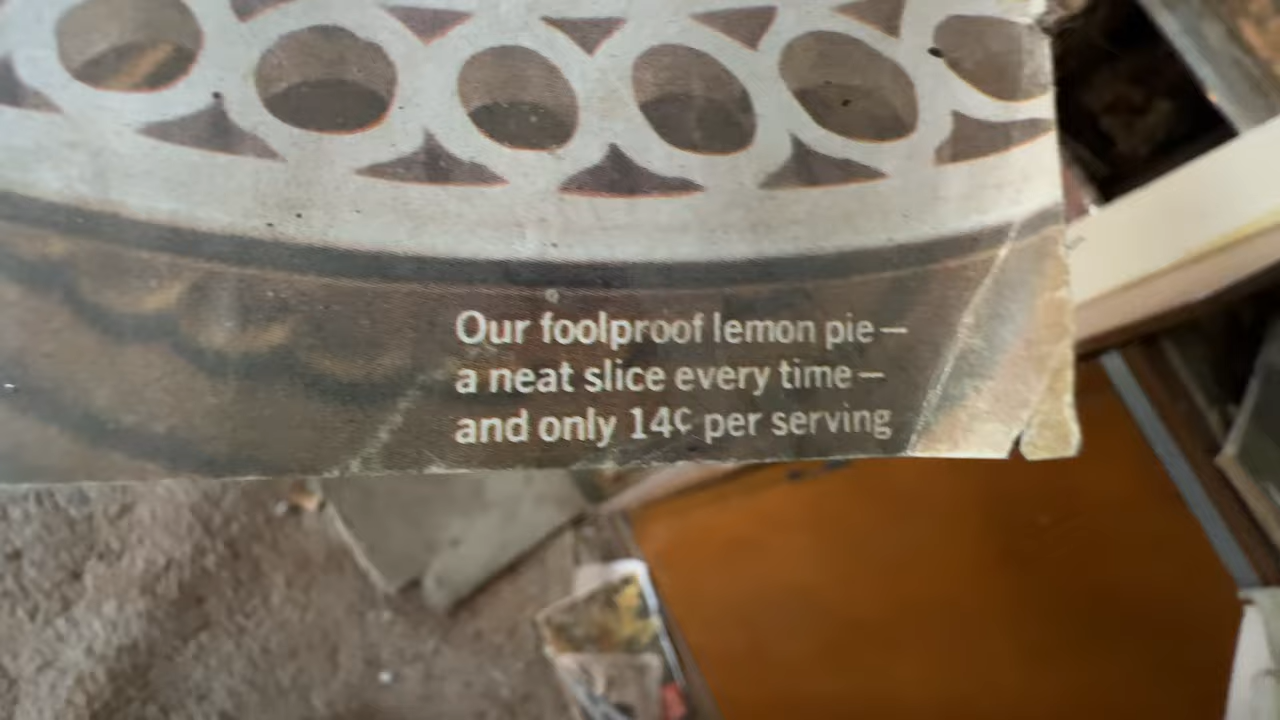 Our foolproof lemon pie—
a neat slice every time—
and only 14¢ per serving